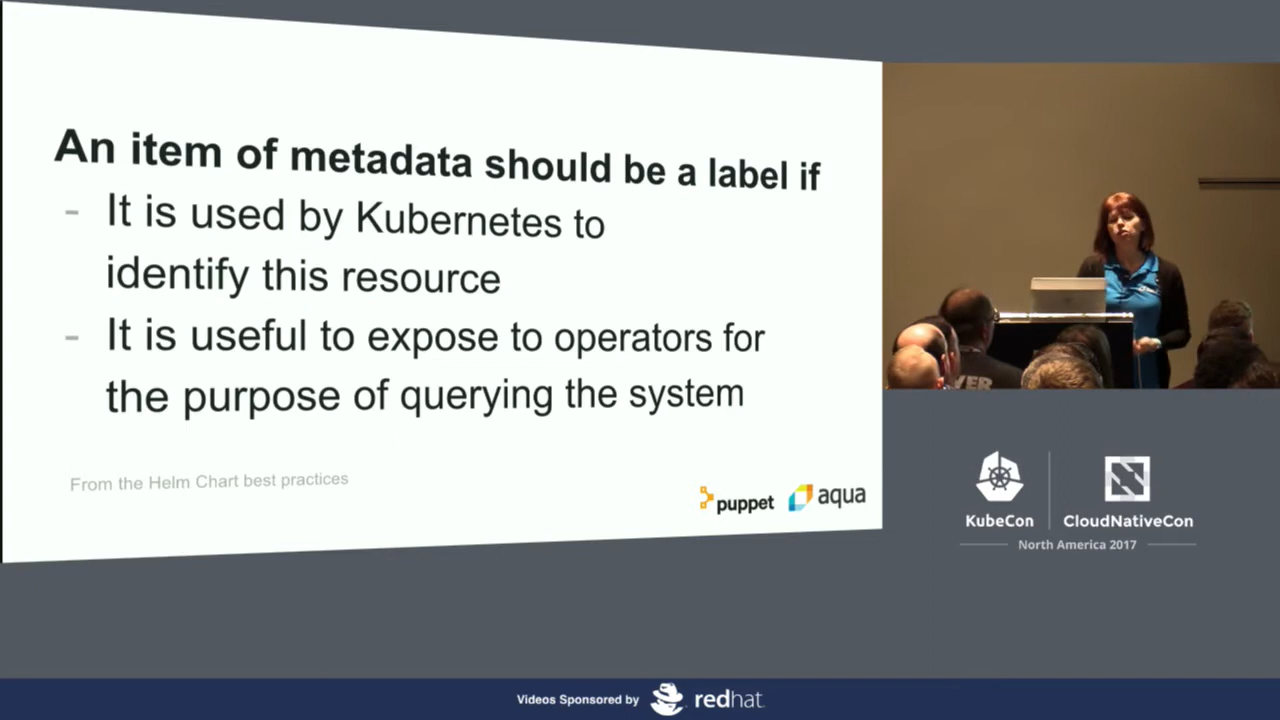 An item of metadata should be a label if
- It is used by Kubernetes to
identify this resource
- It is useful to expose to operators for
the purpose of querying the system
From the Helm Chart best practices
puppet
aqua
KubeCon
CloudNativeCon
North America 2017
Videos Sponsored by
redhat.